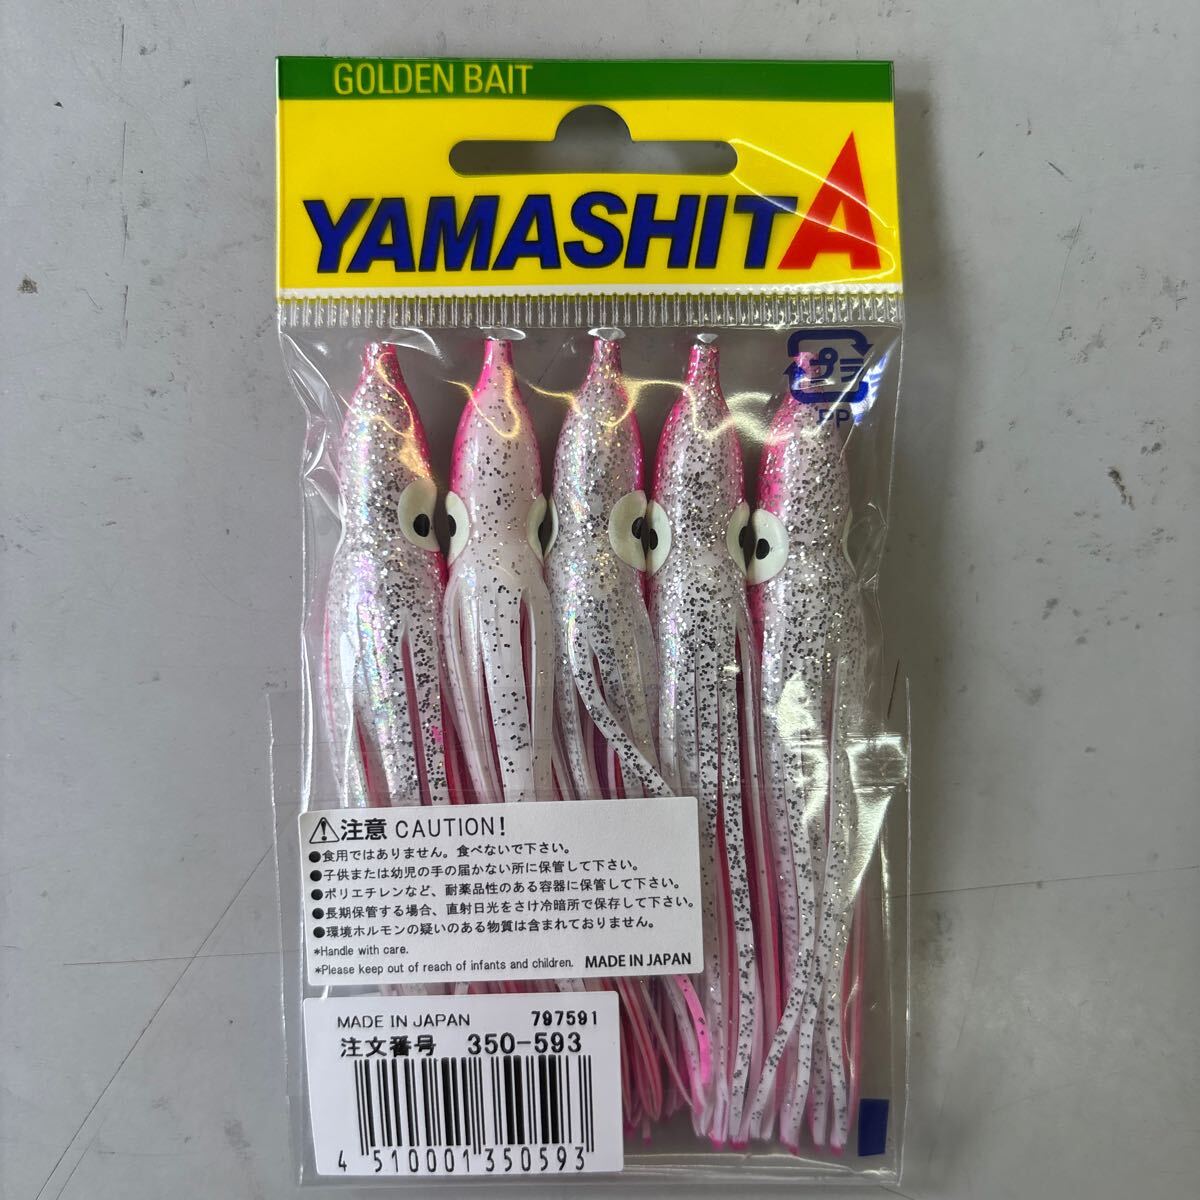 GOLDEN BAIT
YAMASHITA
プラ
PP
注意 CAUTION!
●食用ではありません。食べないで下さい。
●子供または幼児の手の届かない所に保管して下さい。
●ポリエチレンなど、耐薬品性のある容器に保管して下さい。
●長期保管する場合、直射日光をさけ冷暗所で保存して下さい。
●環境ホルモンの疑いのある物質は含まれておりません。
*Handle with care.
*Please keep out of reach of infants and children. MADE IN JAPAN
MADE IN JAPAN 797591
注文番号 350-593
4 510001 350593